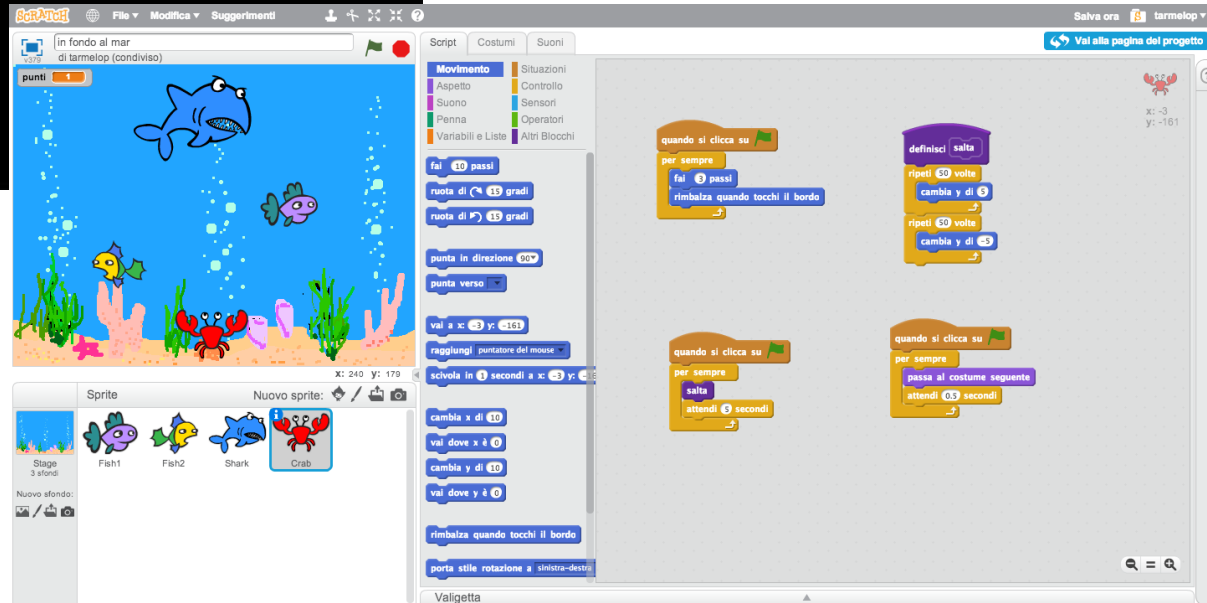 SCRATCH File Modifica Suggerimenti Salva ora tarmelop
v379 in fondo al mar
di tarmelop (condiviso)
Script Costumi Suoni
Vai alla pagina del progetto
punti 1
Movimento Situazioni
Aspetto Controllo
Suono Sensori
Penna Operatori
Variabili e Liste Altri Blocchi
fai 10 passi
ruota di 15 gradi
ruota di 15 gradi
punta in direzione 90
punta verso
vai a x: -3 y: -161
raggiungi puntatore del mouse
scivola in 1 secondi a x: -3 y:
cambia x di 10
vai dove x è 0
cambia y di 10
vai dove y è 0
rimbalza quando tocchi il bordo
porta stile rotazione a sinistra-destra
x: -3
y: -161
quando si clicca su
per sempre
fai 3 passi
rimbalza quando tocchi il bordo
definisci salta
ripeti 50 volte
cambia y di 5
ripeti 50 volte
cambia y di -5
quando si clicca su
per sempre
salta
attendi 5 secondi
quando si clicca su
per sempre
passa al costume seguente
attendi 0.5 secondi
x: 240 y: 179
Sprite Nuovo sprite:
Stage
3 sfondi
Nuovo sfondo:
Fish1 Fish2 Shark Crab
Valigetta